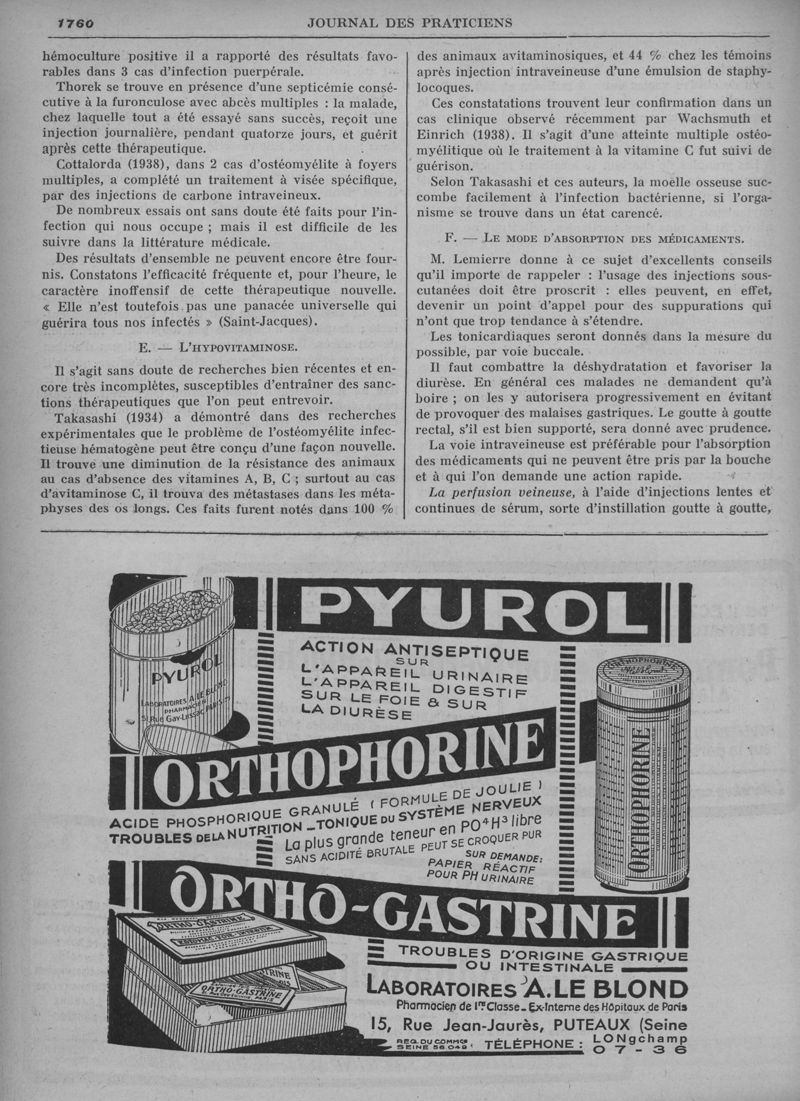 1760
JOURNAL DES PRATICIENS
hémoculture positive il a rapporté des résultats favo-
rables dans 3 cas d'infection puerpérale.
Thorek se trouve en présence d'une septicémie consé-
cutive à la furonculose avec abcès multiples : la malade,
chez laquelle tout a été essayé sans succès, reçoit une
injection journalière, pendant quatorze jours, et guérit
après cette thérapeutique.
Cottalorda (1938), dans 2 cas d'ostéomyélite à foyers
multiples, a complété un traitement à visée spécifique,
par des injections de carbone intraveineux.
De nombreux essais ont sans doute été faits pour l'in-
fection qui nous occupe ; mais il est difficile de les
suivre dans la littérature médicale.
Des résultats d'ensemble ne peuvent encore être four-
nis. Constatons l'efficacité fréquente et, pour l'heure, le
caractère inoffensif de cette thérapeutique nouvelle.
« Elle n'est toutefois pas une panacée universelle qui
guérira tous nos infectés » (Saint-Jacques).
E. — L'HYPOVITAMINOSE.
Il s'agit sans doute de recherches bien récentes et en-
core très incomplètes, susceptibles d'entraîner des sanc-
tions thérapeutiques que l'on peut entrevoir.
Takasashi (1934) a démontré dans des recherches
expérimentales que le problème de l'ostéomyélite infec-
tieuse hématogène peut être conçu d'une façon nouvelle.
Il trouve une diminution de la résistance des animaux
au cas d'absence des vitamines A, B, C ; surtout au cas
d'avitaminose C, il trouva des métastases dans les méta-
physes des os longs. Ces faits furent notés dans 100 %
des animaux avitaminosiques, et 44 % chez les témoins
après injection intraveineuse d'une émulsion de staphy-
locoques.
Ces constatations trouvent leur confirmation dans un
cas clinique observé récemment par Wachsmuth et
Einrich (1938). Il s'agit d'une atteinte multiple ostéo-
myélitique où le traitement à la vitamine C fut suivi de
guérison.
Selon Takasashi et ces auteurs, la moelle osseuse suc-
combe facilement à l'infection bactérienne, si l'orga-
nisme se trouve dans un état carencé.
F. — LE MODE D'ABSORPTION DES MÉDICAMENTS.
M. Lemierre donne à ce sujet d'excellents conseils
qu'il importe de rappeler : l'usage des injections sous-
cutanées doit être proscrit : elles peuvent, en effet,
devenir un point d'appel pour des suppurations qui
n'ont que trop tendance à s'étendre.
Les tonicardiaques seront donnés dans la mesure du
possible, par voie buccale.
Il faut combattre la déshydratation et favoriser la
diurèse. En général ces malades ne demandent qu'à
boire ; on les y autorisera progressivement en évitant
de provoquer des malaises gastriques. Le goutte à goutte
rectal, s'il est bien supporté, sera donné avec prudence.
La voie intraveineuse est préférable pour l'absorption
des médicaments qui ne peuvent être pris par la bouche
et à qui l'on demande une action rapide.
La perfusion veineuse, à l'aide d'injections lentes et
continues de sérum, sorte d'instillation goutte à goutte,
PYUROL
ACTION ANTISEPTIQUE
SUR
L'APPAREIL URINAIRE
L'APPAREIL DIGESTIF
SUR LE FOIE & SUR
LA DIURÈSE
PYUROL
LABORATOIRES A.LE BLOND
PHARMACIEN
Rue Gay-Lussac PARIS
ORTHOPHORINE
ORTHOPHORINE
ORTHOPHORINE
ACIDE PHOSPHORIQUE GRANULÉ (FORMULE DE JOULIE)
TROUBLES DE LA NUTRITION _ TONIQUE DU SYSTÈME NERVEUX
La plus grande teneur en PO⁴H³ libre
SANS ACIDITÉ BRUTALE PEUT SE CROQUER PUR
SUR DEMANDE:
PAPIER RÉACTIF
POUR PH URINAIRE
ORTHO-GASTRINE
ORTHO-GASTRINE
ORTHO-GASTRINE
TROUBLES D'ORIGINE GASTRIQUE
OU INTESTINALE
LABORATOIRES A.LE BLOND
Pharmacien de 1re Classe_ Ex-Interne des Hôpitaux de Paris
15, Rue Jean-Jaurès, PUTEAUX (Seine
REG. DU COMMCE
SEINE 56.049
TÉLÉPHONE :
LONgchamp
07-36